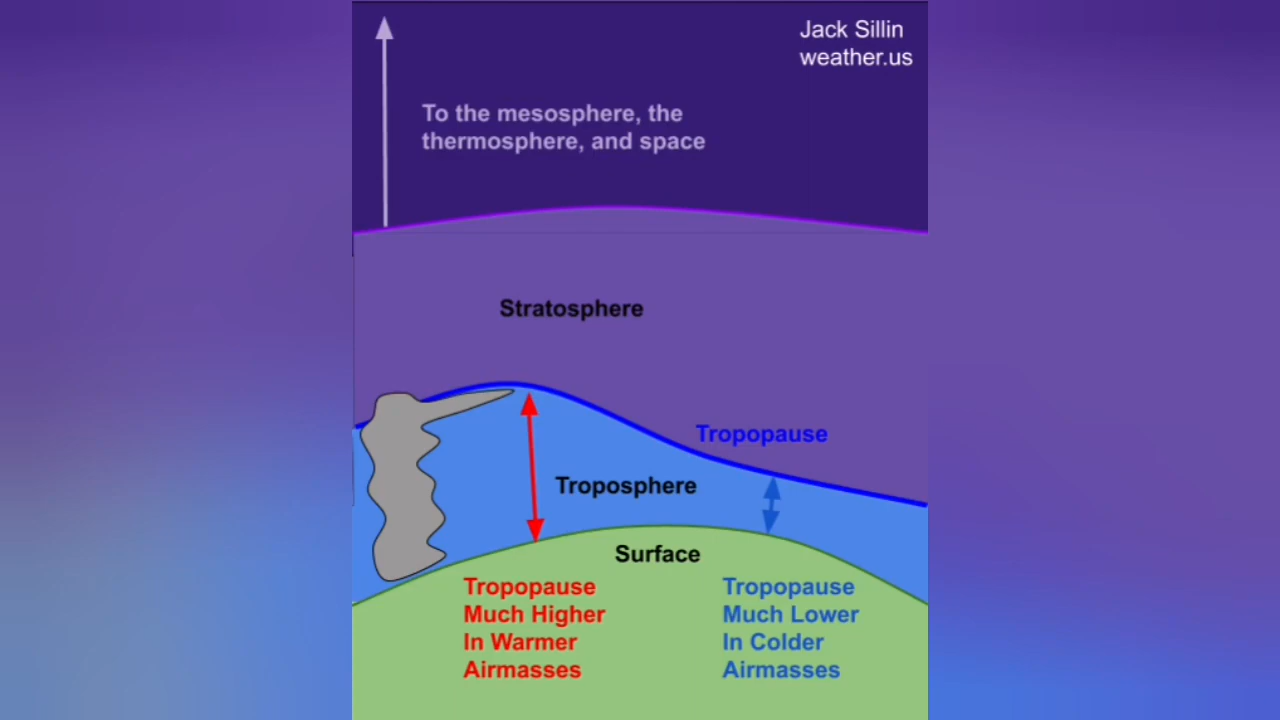 Jack Sillin
weather.us
To the mesosphere, the
thermosphere, and space
Stratosphere
Tropopause
Troposphere
Surface
Tropopause
Much Higher
In Warmer
Airmasses
Tropopause
Much Lower
In Colder
Airmasses